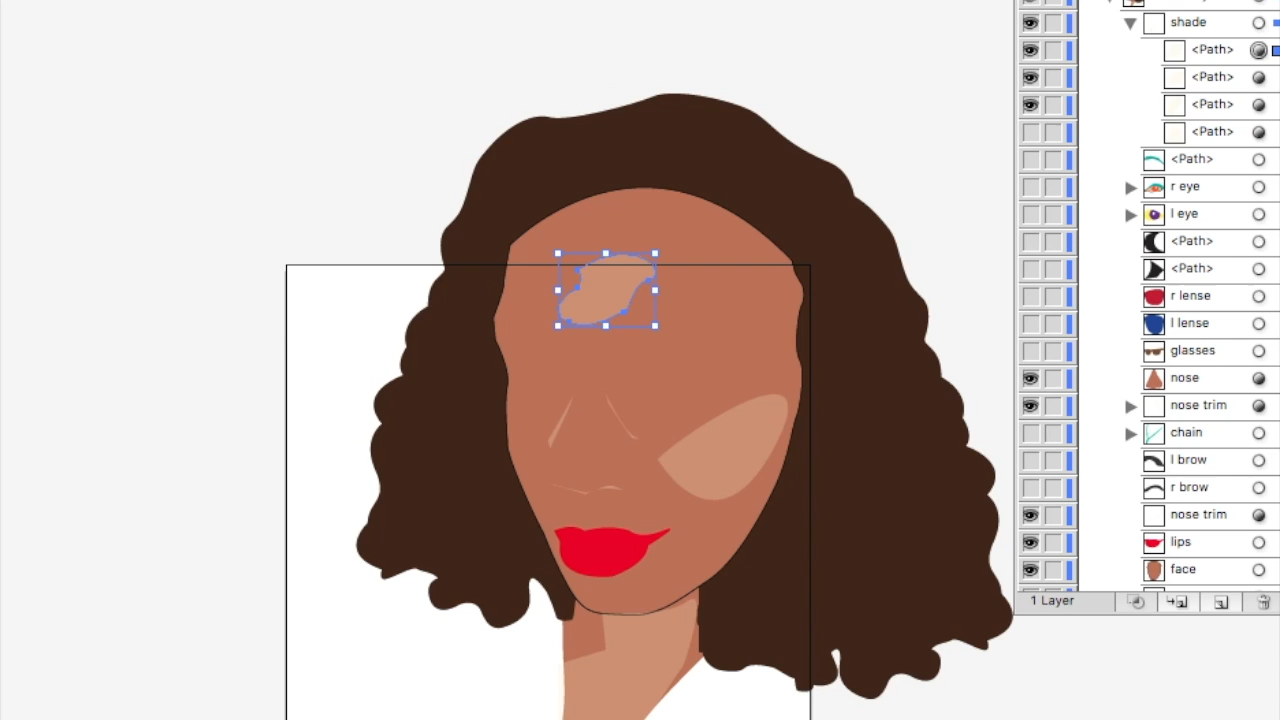 shade
<Path>
<Path>
<Path>
<Path>
<Path>
r eye
l eye
<Path>
<Path>
r lense
l lense
glasses
nose
nose trim
chain
l brow
r brow
nose trim
lips
face
1 Layer